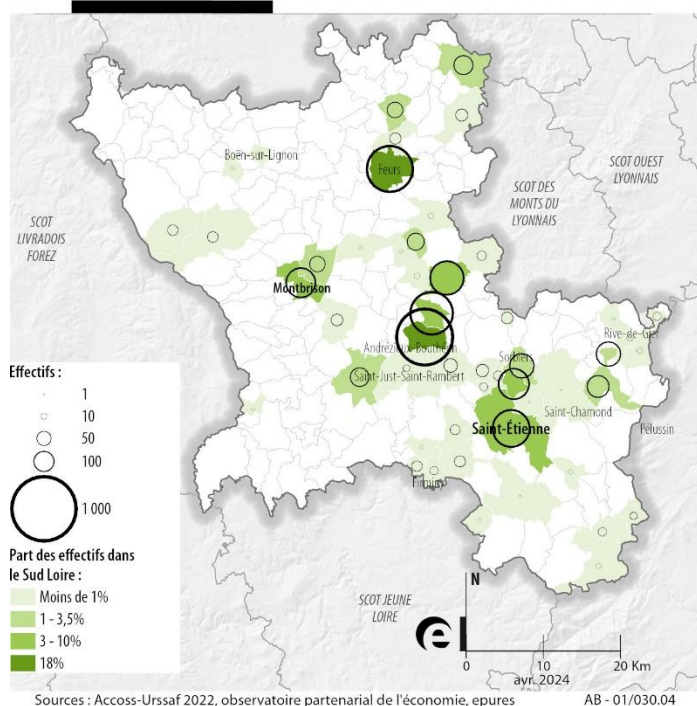 Boën-sur-Lignon
Feurs
SCOT OUEST
LYONNAIS
SCOT DES
MONTS DU
LYONNAIS
SCOT
LIVRADOIS
FOREZ
Montbrison
Andrézieux-Bouthéon
Saint-Just-Saint-Rambert
Sorbiers
Rive-de-Gier
Saint-Chamond
Saint-Étienne
Pélussin
Firminy
SCOT JEUNE
LOIRE
Effectifs :
1
10
50
100
1 000
Part des effectifs dans
le Sud Loire :
Moins de 1%
1 - 3,5%
3 - 10%
18%
N
e
0 10 20 Km
avr. 2024
Sources : Accoss-Urssaf 2022, observatoire partenarial de l'économie, epures
AB - 01/030.04